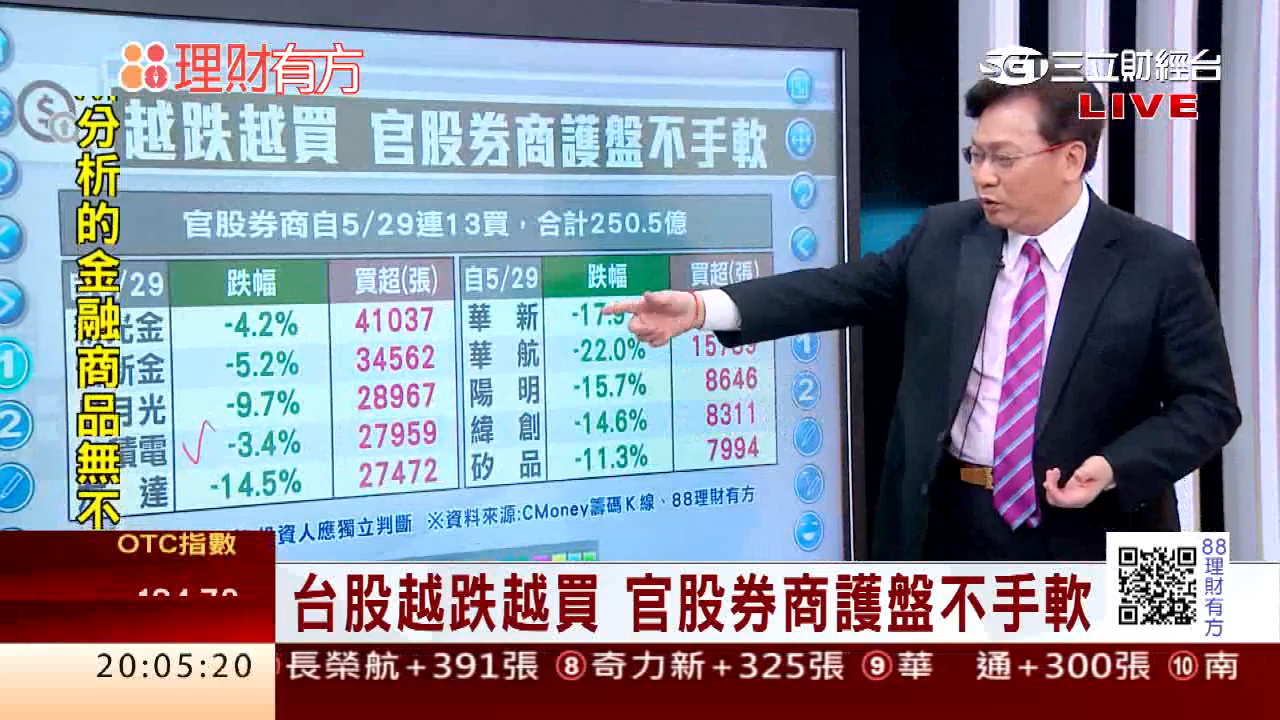 88理財有方
SET三立財經台
LIVE
分析的金融商品無不
越跌越買 官股券商護盤不手軟
官股券商自5/29連13買，合計250.5億
/29 跌幅 買超(張) 自5/29 跌幅 買超(張)
光金 -4.2% 41037 華新 -17.9
新金 -5.2% 34562 華航 -22.0% 15789
月光 -9.7% 28967 陽明 -15.7% 8646
積電 -3.4% 27959 緯創 -14.6% 8311
達 -14.5% 27472 矽品 -11.3% 7994
投資人應獨立判斷 ※資料來源:CMoney籌碼K線、88理財有方
OTC指數
台股越跌越買 官股券商護盤不手軟
88理財有方
20:05:20
長榮航+391張 ⑧奇力新+325張 ⑨華 通+300張 ⑩南